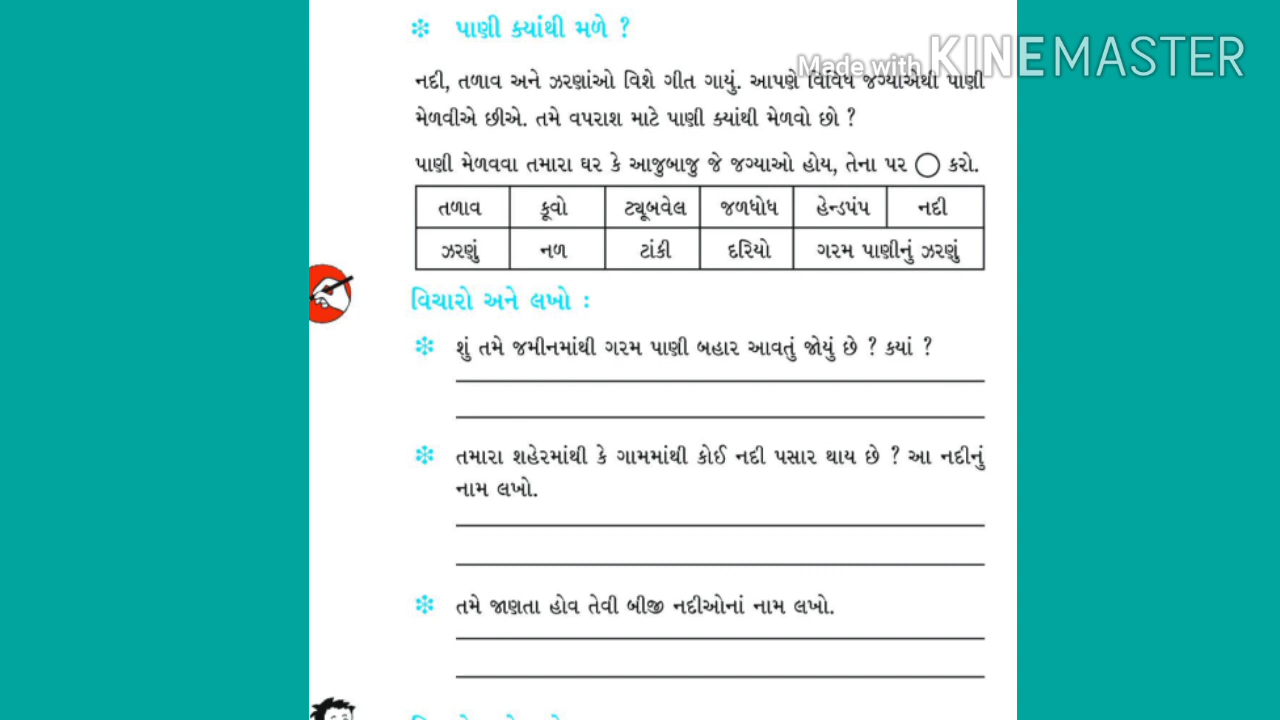 ❇ પાણી ક્યાંથી મળે ?
Made with KINEMASTER
નદી, તળાવ અને ઝરણાંઓ વિશે ગીત ગાયું. આપણે વિવિધ જગ્યાએથી પાણી
મેળવીએ છીએ. તમે વપરાશ માટે પાણી ક્યાંથી મેળવો છો ?
પાણી મેળવવા તમારા ઘર કે આજુબાજુ જે જગ્યાઓ હોય, તેના પર ◯ કરો.
તળાવ કૂવો ટ્યૂબવેલ જળધોધ હેન્ડપંપ નદી
ઝરણું નળ ટાંકી દરિયો ગરમ પાણીનું ઝરણું
વિચારો અને લખો :
❇ શું તમે જમીનમાંથી ગરમ પાણી બહાર આવતું જોયું છે ? કયાં ?
❇ તમારા શહેરમાંથી કે ગામમાંથી કોઈ નદી પસાર થાય છે ? આ નદીનું
નામ લખો.
❇ તમે જાણતા હોવ તેવી બીજી નદીઓનાં નામ લખો.